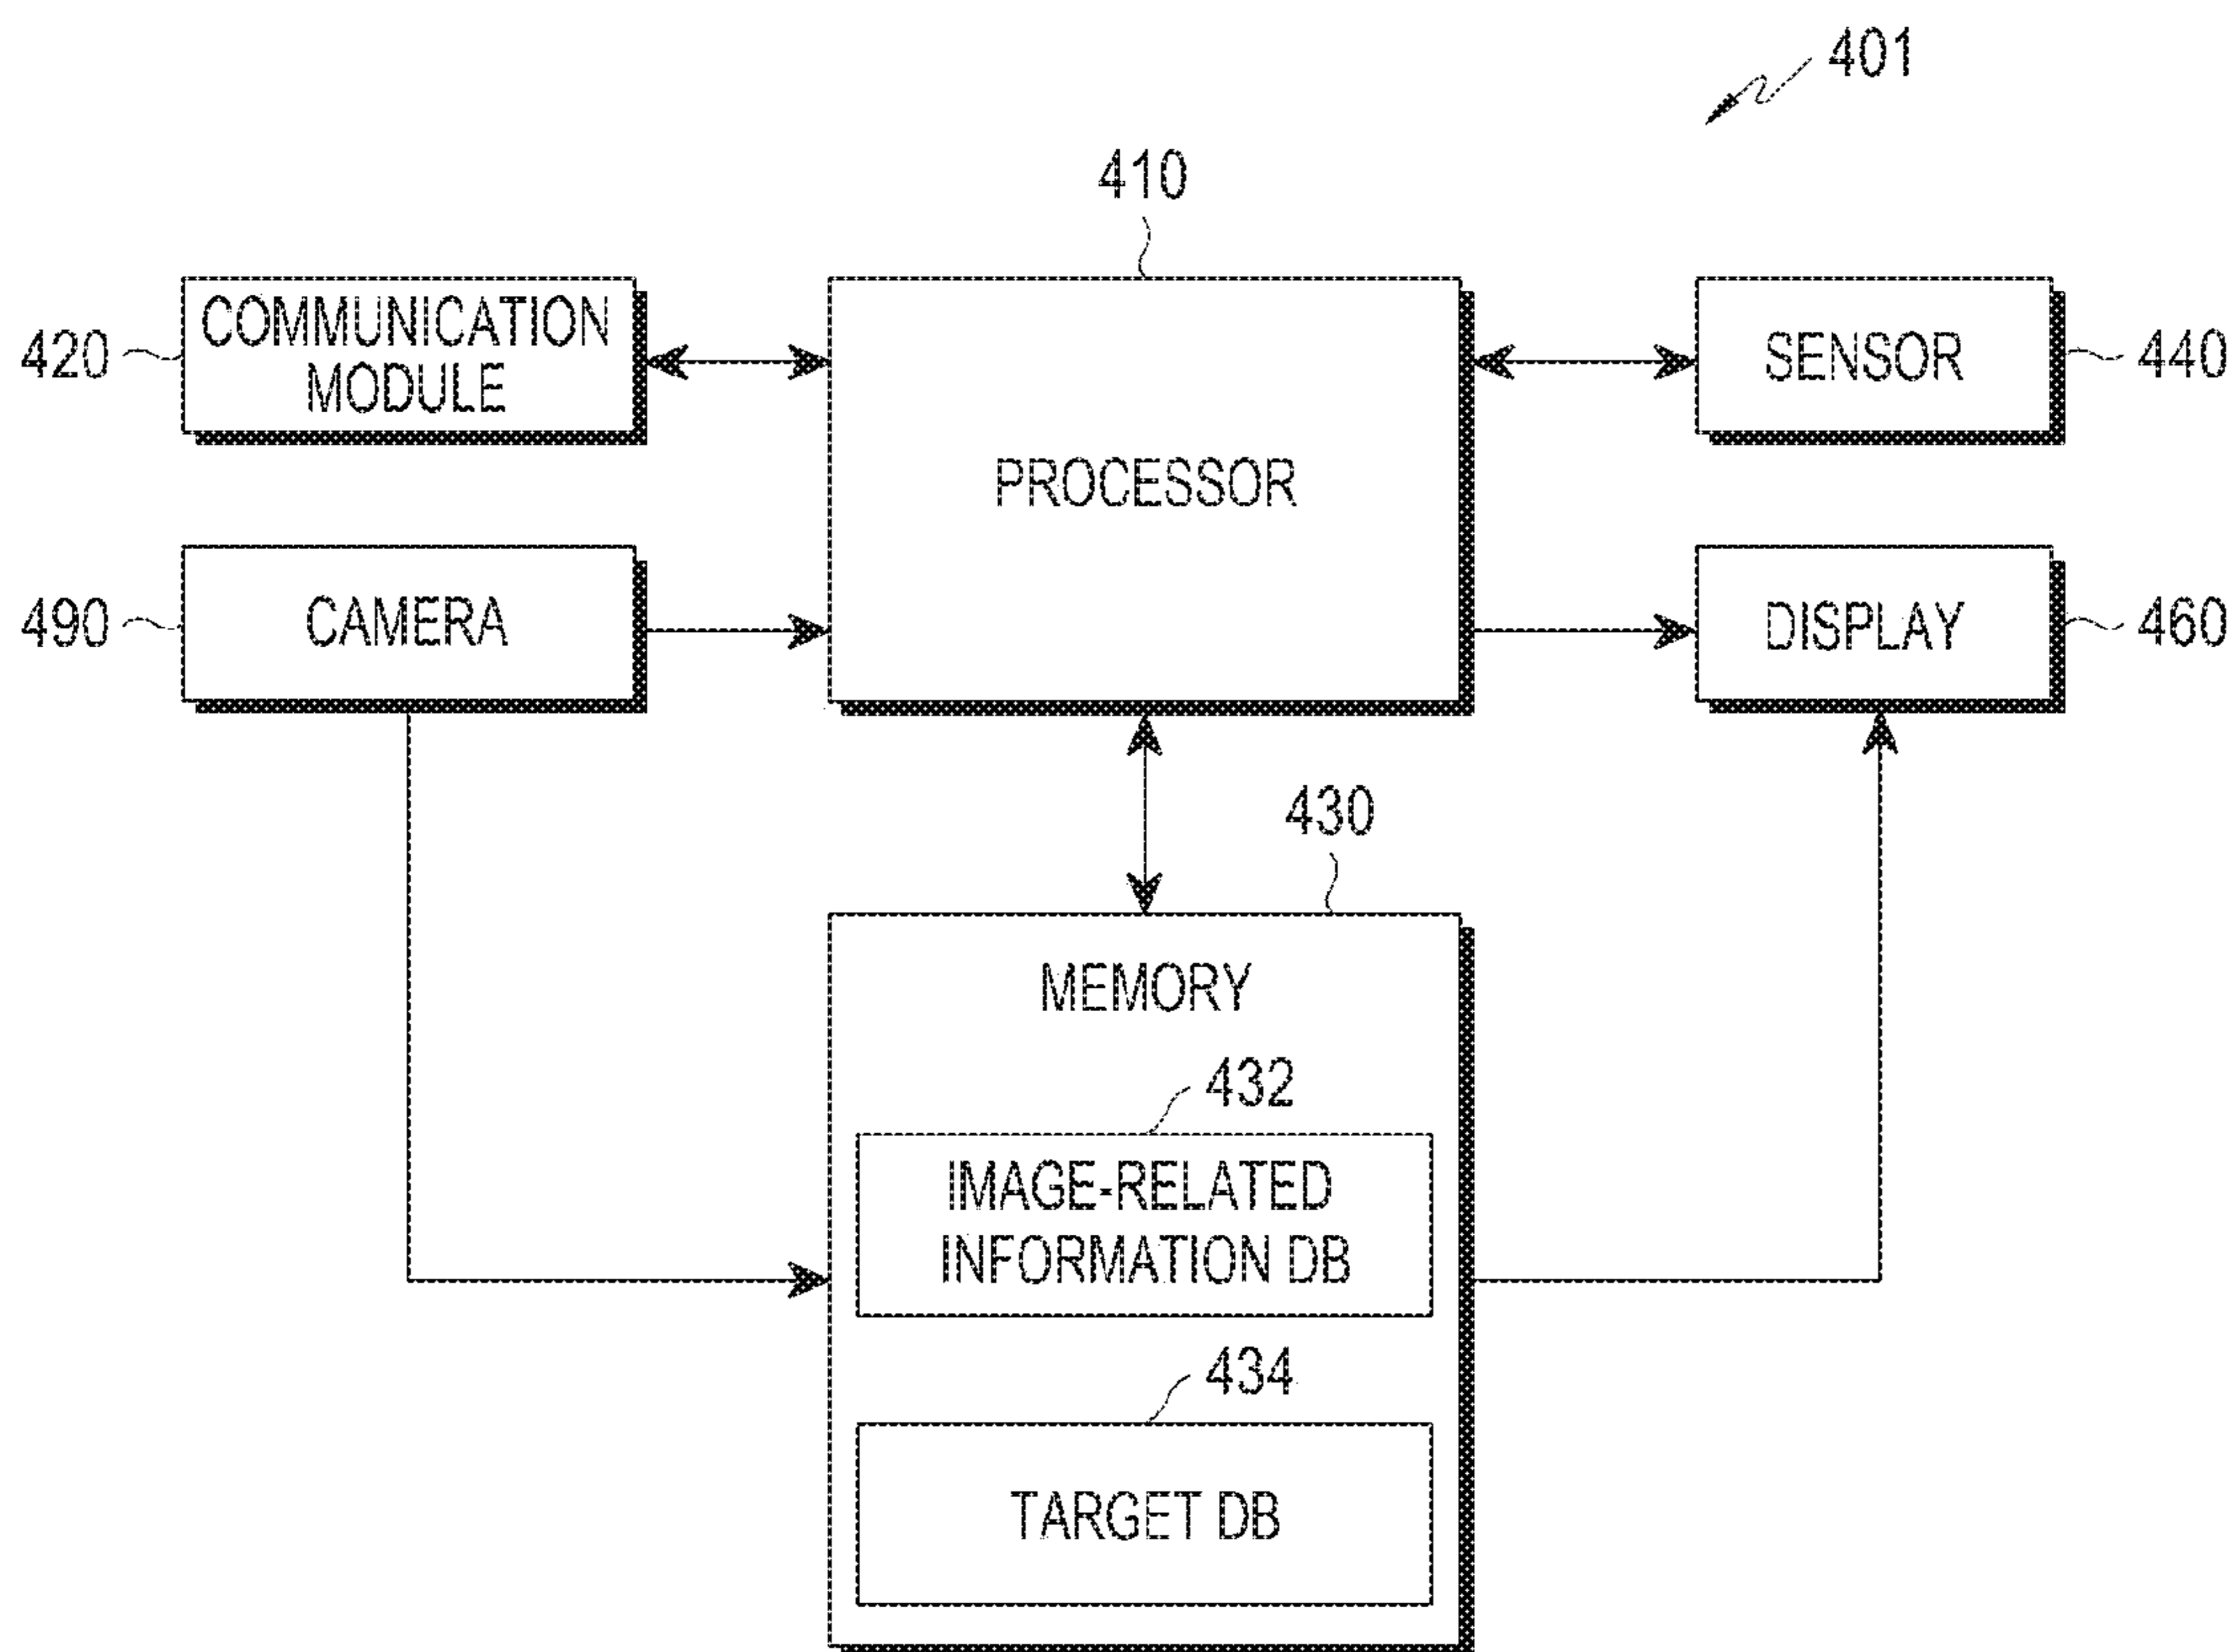 401
410
COMMUNICATION
MODULE
420
PROCESSOR
SENSOR
440
490
CAMERA
DISPLAY
460
430
MEMORY
432
IMAGE-RELATED
INFORMATION DB
434
TARGET DB